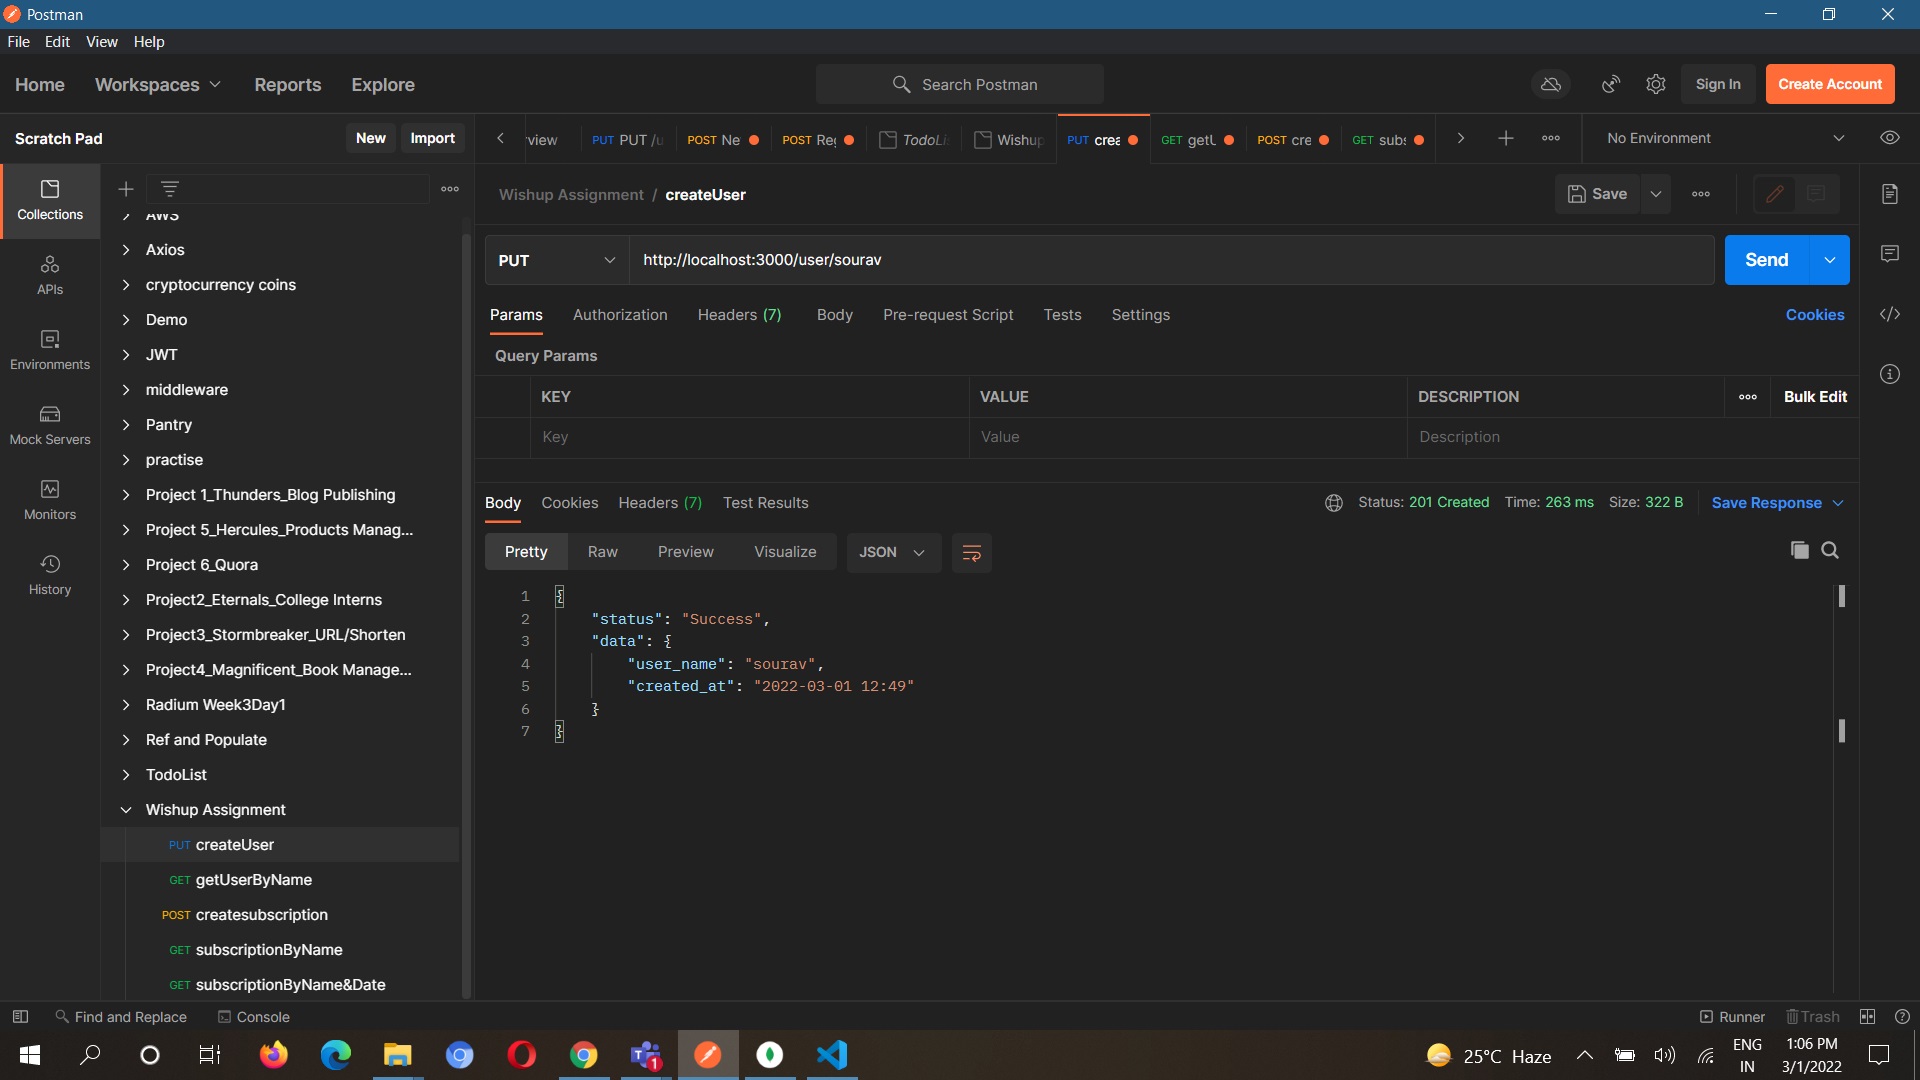 Postman
File Edit View Help
Home Workspaces Reports Explore
Search Postman
Sign In Create Account
Scratch Pad New Import
view PUT PUT /u POST Ne POST Reg TodoLi Wishup PUT crea GET getU POST cre GET subs No Environment
Collections
APIs
Environments
Mock Servers
Monitors
History
AWS
Axios
cryptocurrency coins
Demo
JWT
middleware
Pantry
practise
Project 1_Thunders_Blog Publishing
Project 5_Hercules_Products Manag...
Project 6_Quora
Project2_Eternals_College Interns
Project3_Stormbreaker_URL/Shorten
Project4_Magnificent_Book Manage...
Radium Week3Day1
Ref and Populate
TodoList
Wishup Assignment
PUT createUser
GET getUserByName
POST createsubscription
GET subscriptionByName
GET subscriptionByName&Date
Wishup Assignment / createUser
Save
PUT http://localhost:3000/user/sourav Send
Params Authorization Headers (7) Body Pre-request Script Tests Settings Cookies
Query Params
KEY VALUE DESCRIPTION Bulk Edit
Key Value Description
Body Cookies Headers (7) Test Results Status: 201 Created Time: 263 ms Size: 322 B Save Response
Pretty Raw Preview Visualize JSON
1 {
2 "status": "Success",
3 "data": {
4 "user_name": "sourav",
5 "created_at": "2022-03-01 12:49"
6 }
7 }
Find and Replace Console Runner Trash
1
25°C Haze
ENG
IN
1:06 PM
3/1/2022